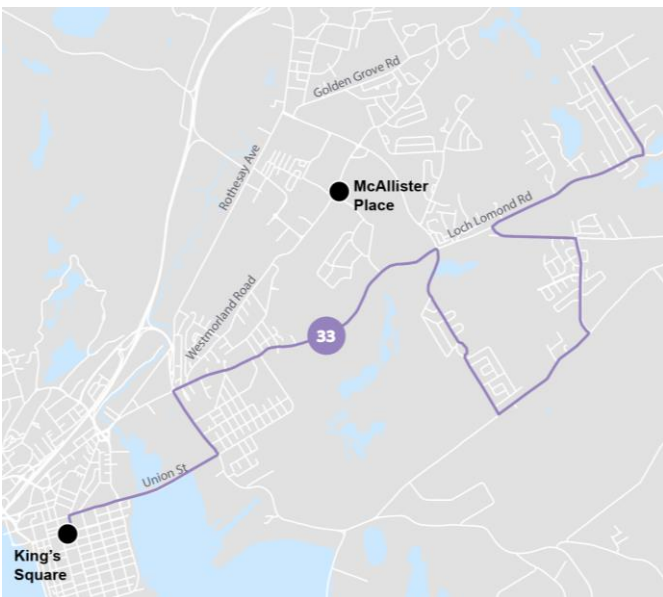 Golden Grove Rd
Rothesay Ave
McAllister
Place
Loch Lomond Rd
Westmorland Road
33
Union St
King's
Square